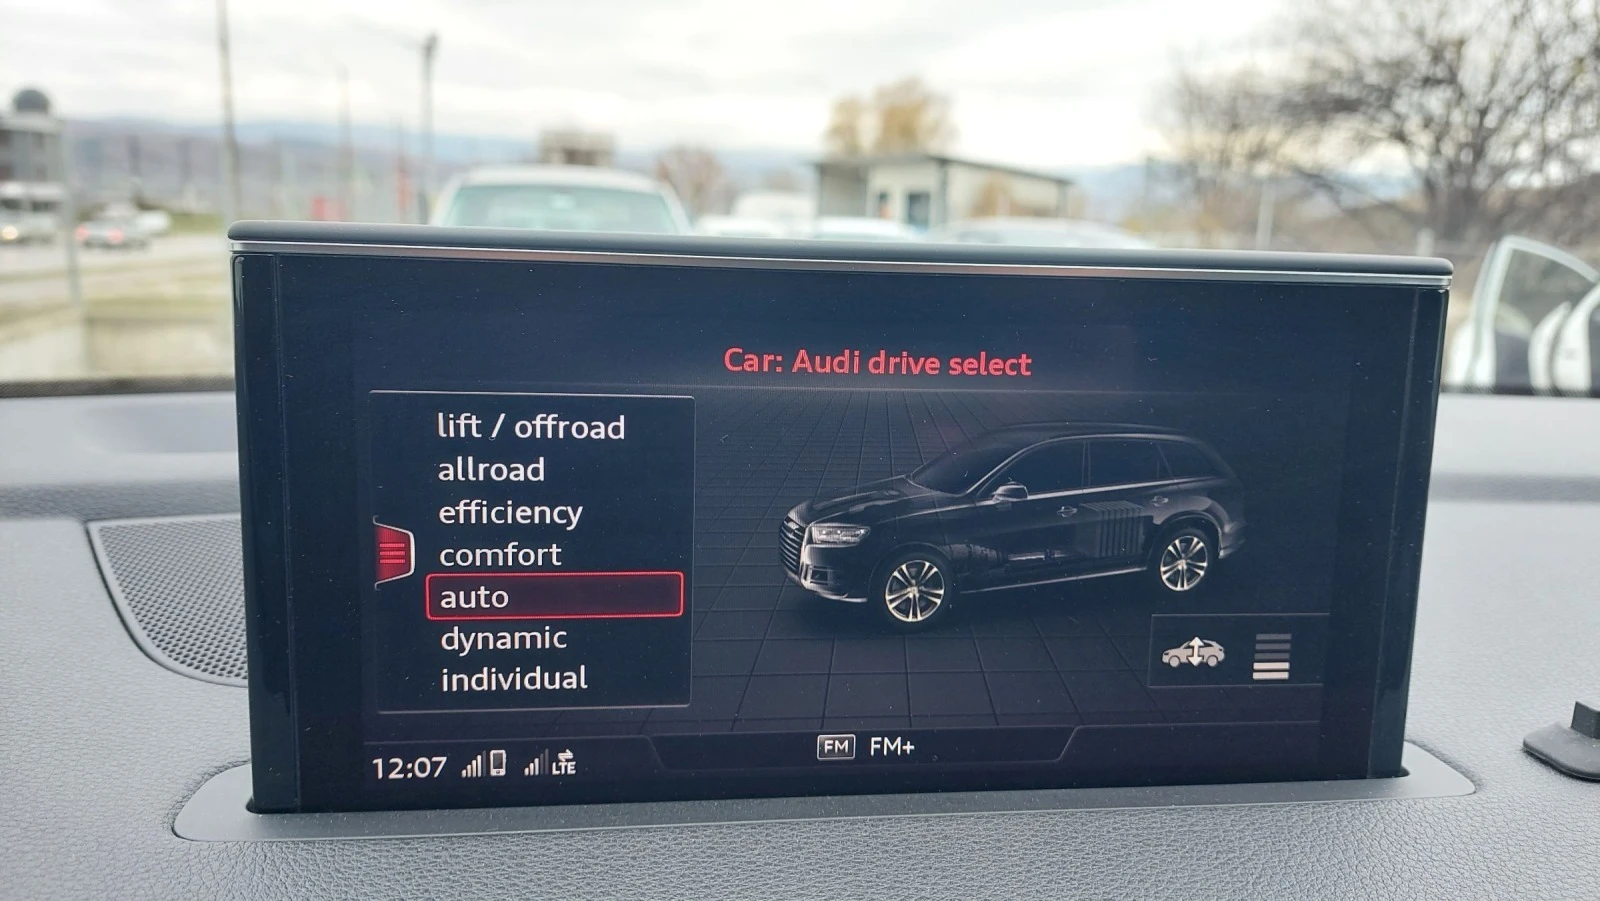 Car: Audi drive select
lift / offroad
allroad
efficiency
comfort
auto
dynamic
individual
12:07 LTE
FM FM+